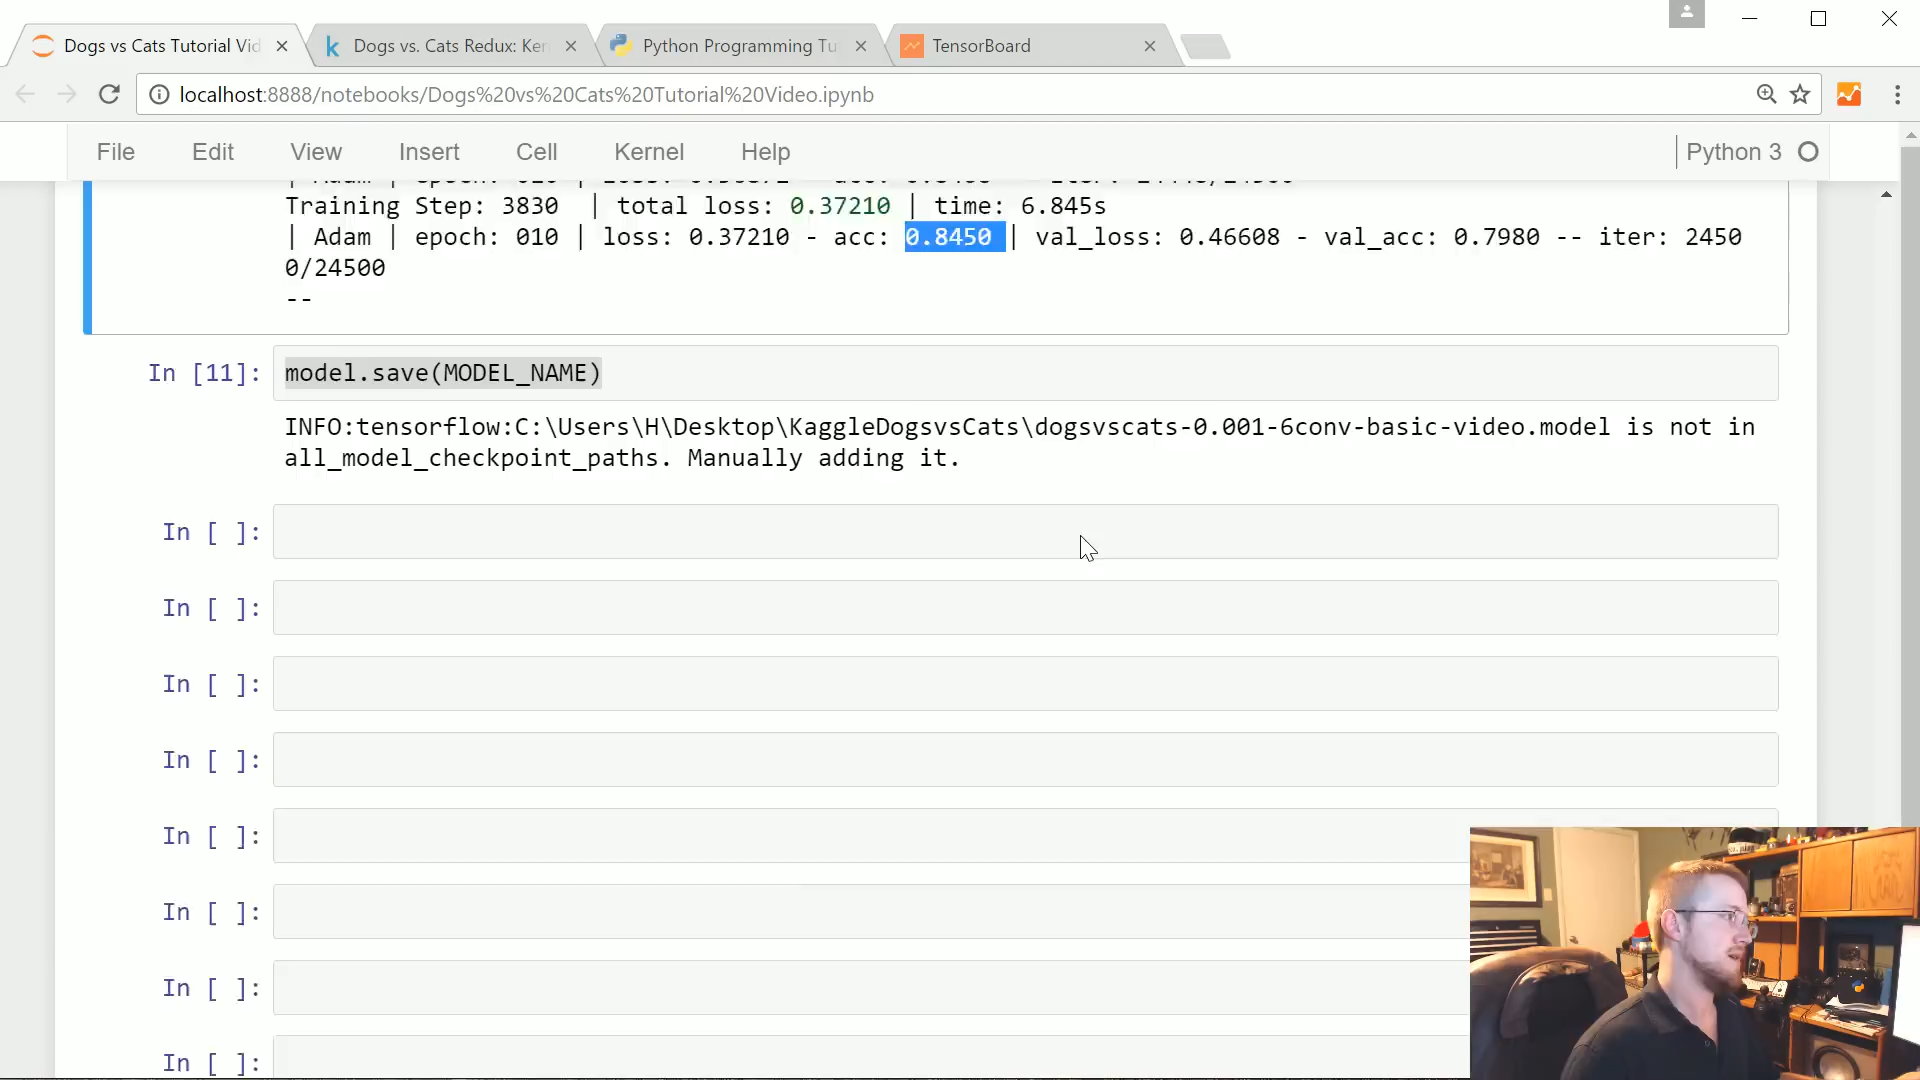 Dogs vs Cats Tutorial Vid
Dogs vs. Cats Redux: Ker
Python Programming Tu
TensorBoard
localhost:8888/notebooks/Dogs%20vs%20Cats%20Tutorial%20Video.ipynb
File Edit View Insert Cell Kernel Help Python 3
Training Step: 3830 | total loss: 0.37210 | time: 6.845s
| Adam | epoch: 010 | loss: 0.37210 - acc: 0.8450 | val_loss: 0.46608 - val_acc: 0.7980 -- iter: 2450
0/24500
--
In [11]: model.save(MODEL_NAME)
INFO:tensorflow:C:\Users\H\Desktop\KaggleDogsvsCats\dogsvscats-0.001-6conv-basic-video.model is not in
all_model_checkpoint_paths. Manually adding it.
In [ ]:
In [ ]:
In [ ]:
In [ ]:
In [ ]:
In [ ]:
In [ ]:
In [ ]: